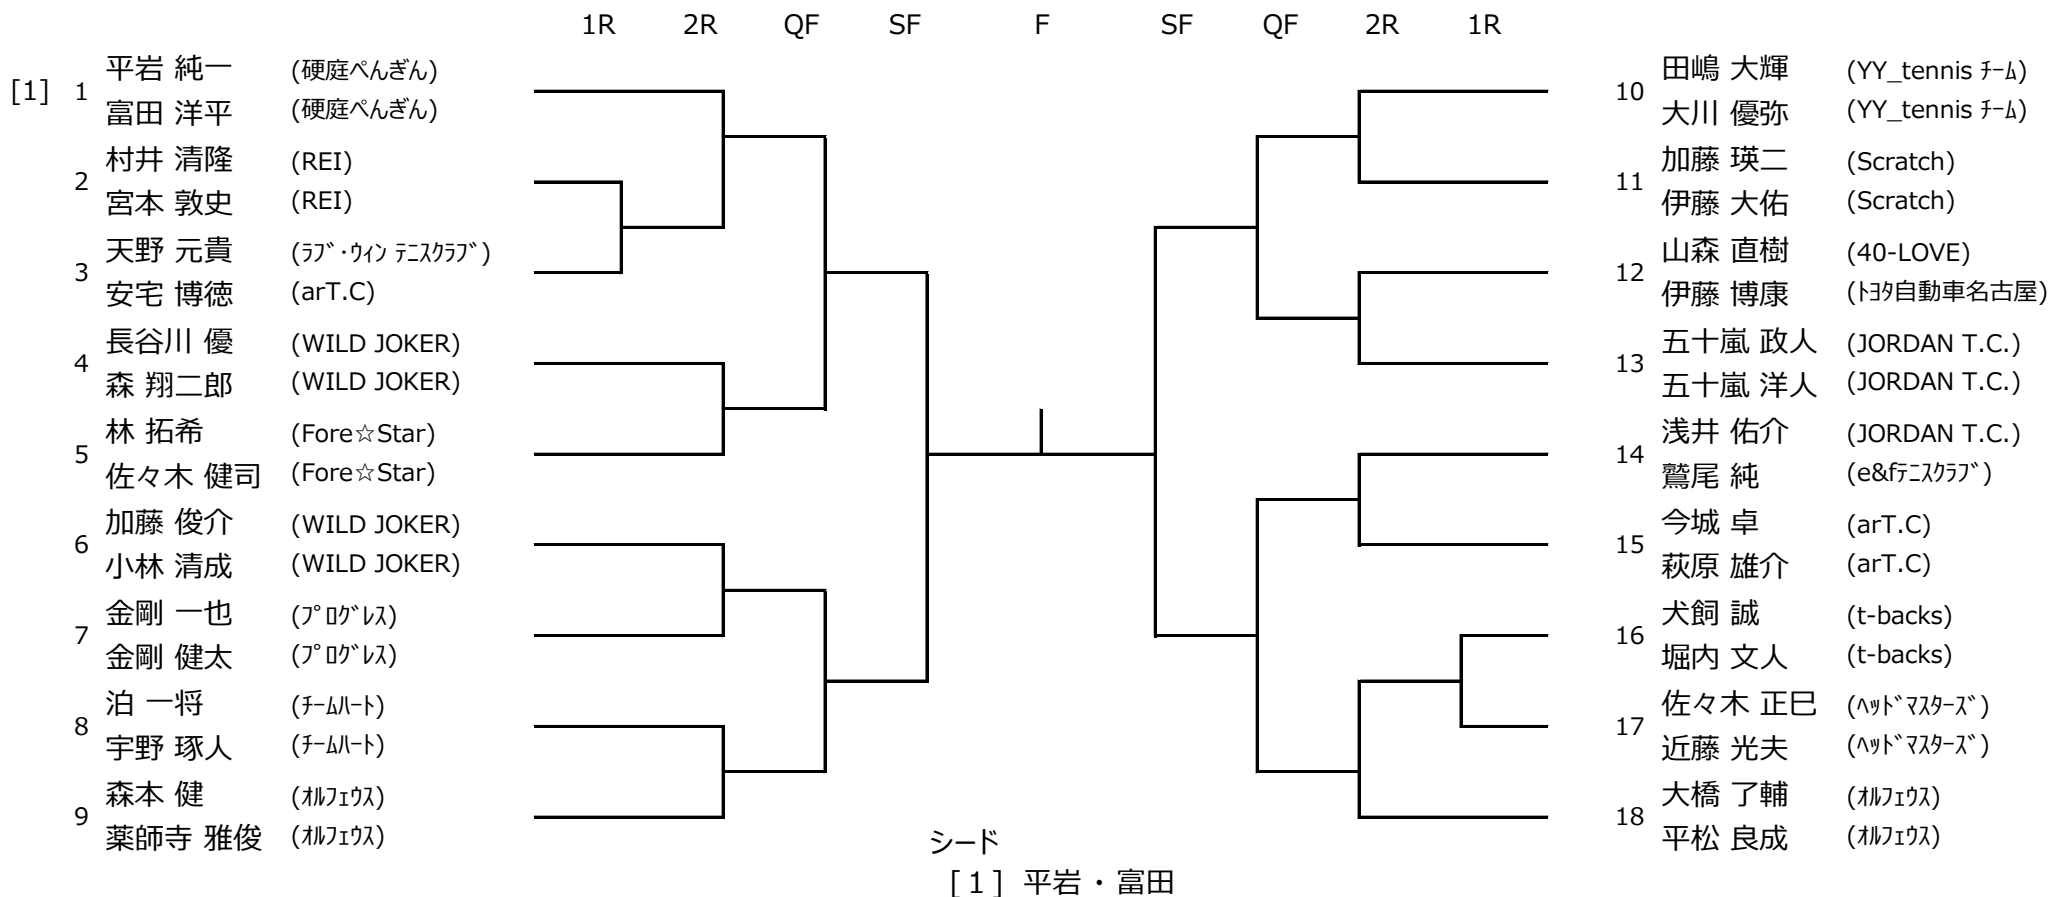 1R 2R QF SF F SF QF 2R 1R
[1] 1 平岩 純一 (硬庭ぺんぎん)
富田 洋平 (硬庭ぺんぎん)
2 村井 清隆 (REI)
宮本 敦史 (REI)
3 天野 元貴 (ﾗﾌﾞ･ｳｨﾝ ﾃﾆｽｸﾗﾌﾞ)
安宅 博徳 (arT.C)
4 長谷川 優 (WILD JOKER)
森 翔二郎 (WILD JOKER)
5 林 拓希 (Fore☆Star)
佐々木 健司 (Fore☆Star)
6 加藤 俊介 (WILD JOKER)
小林 清成 (WILD JOKER)
7 金剛 一也 (ﾌﾟﾛｸﾞﾚｽ)
金剛 健太 (ﾌﾟﾛｸﾞﾚｽ)
8 泊 一将 (ﾁｰﾑﾊｰﾄ)
宇野 琢人 (ﾁｰﾑﾊｰﾄ)
9 森本 健 (ｵﾙﾌｪｳｽ)
薬師寺 雅俊 (ｵﾙﾌｪｳｽ)
10 田嶋 大輝 (YY_tennis ﾁｰﾑ)
大川 優弥 (YY_tennis ﾁｰﾑ)
11 加藤 瑛二 (Scratch)
伊藤 大佑 (Scratch)
12 山森 直樹 (40-LOVE)
伊藤 博康 (ﾄﾖﾀ自動車名古屋)
13 五十嵐 政人 (JORDAN T.C.)
五十嵐 洋人 (JORDAN T.C.)
14 浅井 佑介 (JORDAN T.C.)
鷲尾 純 (e&fﾃﾆｽｸﾗﾌﾞ)
15 今城 卓 (arT.C)
萩原 雄介 (arT.C)
16 犬飼 誠 (t-backs)
堀内 文人 (t-backs)
17 佐々木 正巳 (ﾍｯﾄﾞﾏｽﾀｰｽﾞ)
近藤 光夫 (ﾍｯﾄﾞﾏｽﾀｰｽﾞ)
18 大橋 了輔 (ｵﾙﾌｪｳｽ)
平松 良成 (ｵﾙﾌｪｳｽ)
シード
[１] 平岩・富田